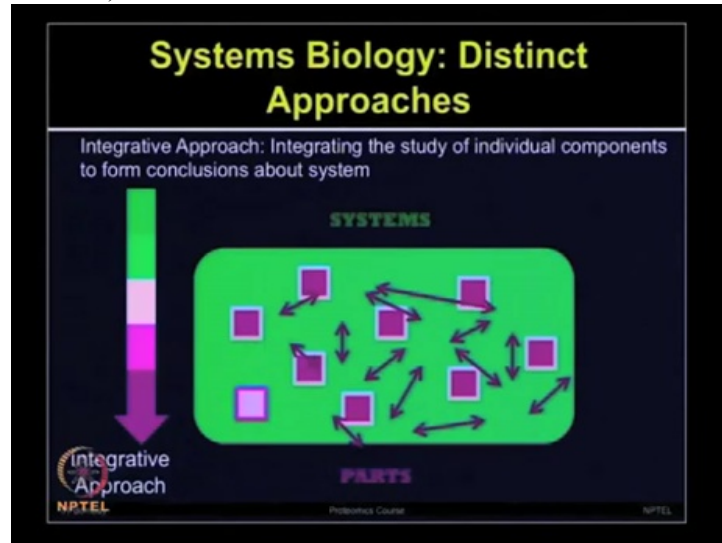 Systems Biology: Distinct
Approaches
Integrative Approach: Integrating the study of individual components
to form conclusions about system
SYSTEMS
PARTS
Integrative
Approach
NPTEL
Proteomics Course
NPTEL